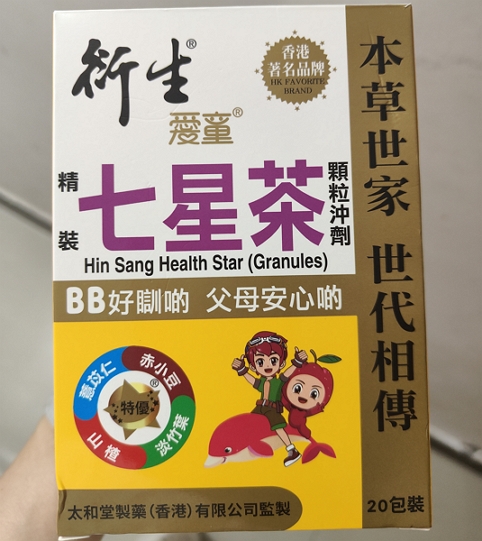 衍生®
愛童®
香港
著名品牌
HK FAVORITE
BRAND
本草世家 世代相傳
精裝
七星茶
顆粒沖劑
Hin Sang Health Star (Granules)
BB好瞓啲 父母安心啲
薏苡仁
赤小豆
山楂
淡竹葉
特優
®
太和堂製藥(香港)有限公司監製
20包裝